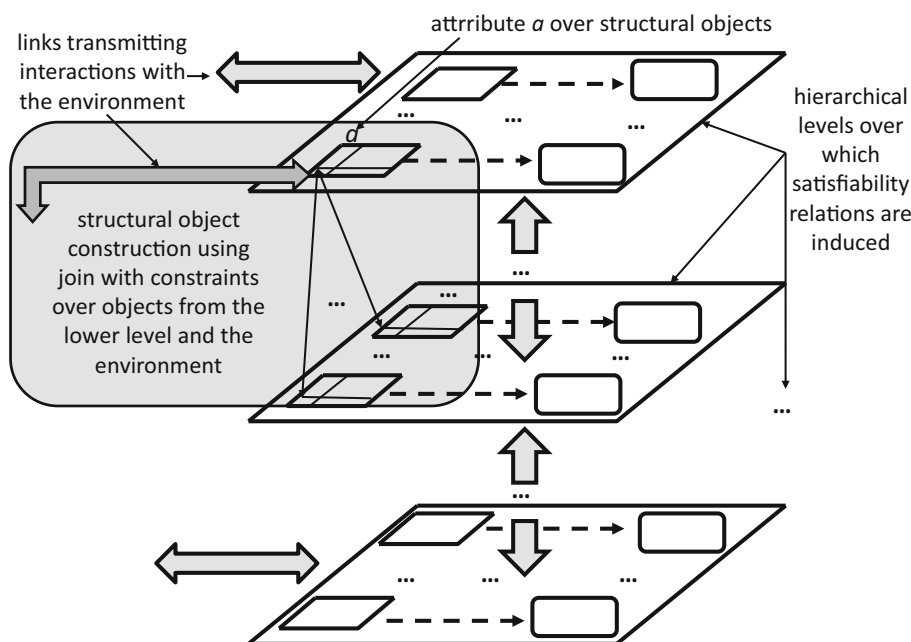 attrribute a over structural objects
links transmitting
interactions with
the environment
hierarchical
levels over
which
satisfiability
relations are
induced
...
...
...
a
structural object
construction using
join with constraints
over objects from the
lower level and the
environment
...
...
...
...
...
...
...
...
...
...
...